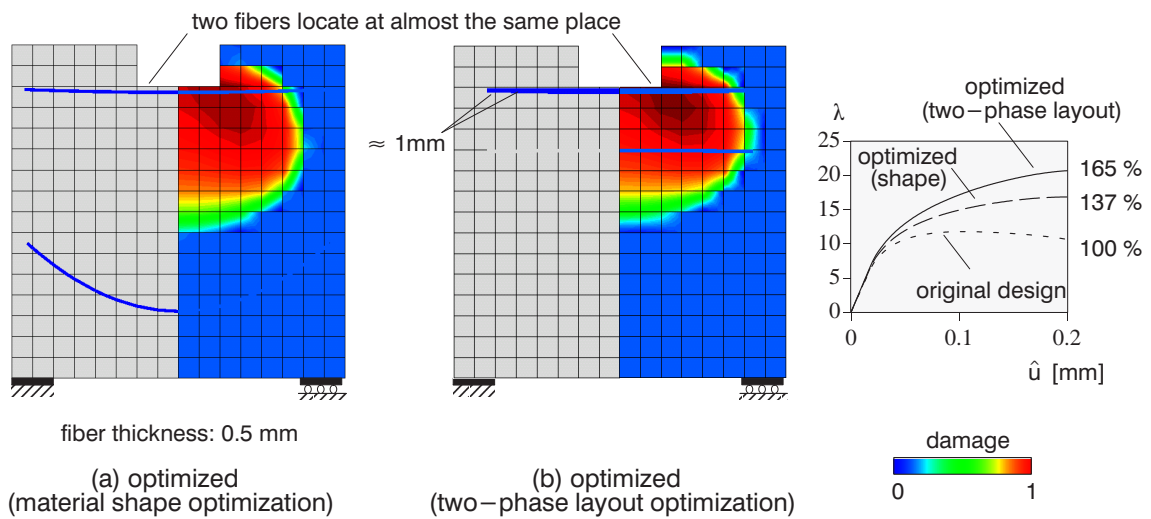 two fibers locate at almost the same place
≈ 1mm
optimized
(two−phase layout)
λ
25
20
15
10
5
0
optimized
(shape)
165 %
137 %
100 %
original design
0
0.1
0.2
û [mm]
fiber thickness: 0.5 mm
damage
0
1
(a) optimized
(material shape optimization)
(b) optimized
(two−phase layout optimization)